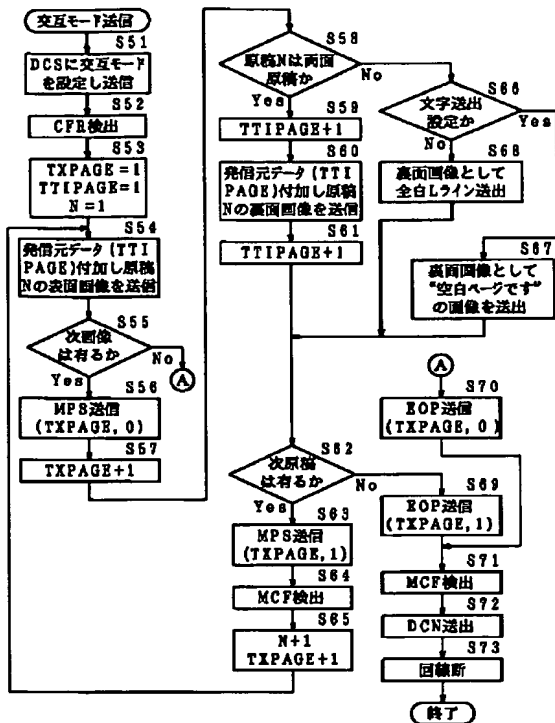 交互モード送信
S51
DCSに交互モード
を設定し送信
S52
CFR検出
S53
TXPAGE=1
TTIPAGE=1
N=1
S54
発信元データ(TTI
PAGE)付加し原稿
Nの表面画像を送信
S55
次画像
は有るか
No
Yes
A
S56
MPS送信
(TXPAGE,0)
S57
TXPAGE+1
S58
原稿Nは両面
原稿か
No
Yes
S59
TTIPAGE+1
S60
発信元データ(TTI
PAGE)付加し原稿
Nの裏面画像を送信
S61
TTIPAGE+1
S66
文字送出
設定か
Yes
No
S68
裏面画像として
全白Lライン送出
S67
裏面画像として
"空白ページです"
の画像を送出
S62
次原稿
は有るか
No
Yes
S63
MPS送信
(TXPAGE,1)
S64
MCF検出
S65
N+1
TXPAGE+1
A
S70
EOP送信
(TXPAGE,0)
S69
EOP送信
(TXPAGE,1)
S71
MCF検出
S72
DCN送出
S73
回線断
終了